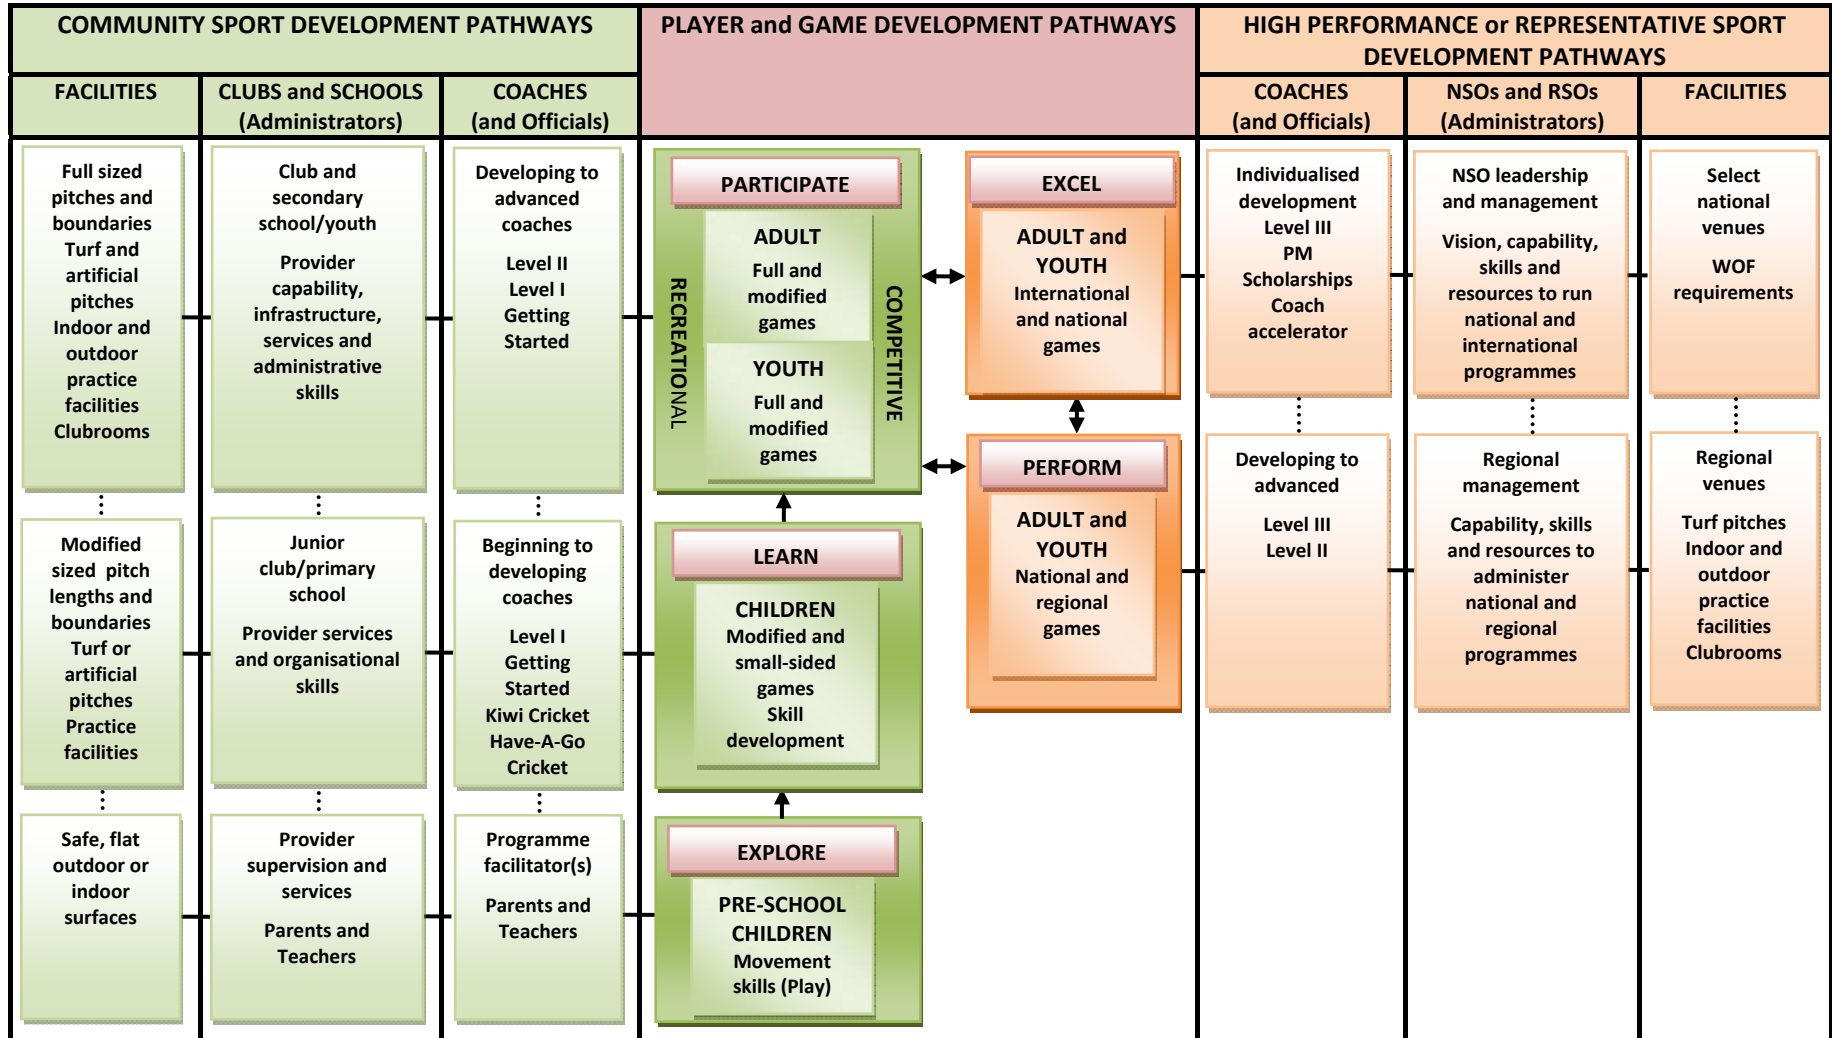 COMMUNITY SPORT DEVELOPMENT PATHWAYS
PLAYER and GAME DEVELOPMENT PATHWAYS
HIGH PERFORMANCE or REPRESENTATIVE SPORT
DEVELOPMENT PATHWAYS
FACILITIES
CLUBS and SCHOOLS
(Administrators)
COACHES
(and Officials)
COACHES
(and Officials)
NSOs and RSOs
(Administrators)
FACILITIES
Full sized
pitches and
boundaries
Turf and
artificial
pitches
Indoor and
outdoor
practice
facilities
Clubrooms
Club and
secondary
school/youth
Provider
capability,
infrastructure,
services and
administrative
skills
Developing to
advanced
coaches
Level II
Level I
Getting
Started
PARTICIPATE
RECREATIONAL
ADULT
Full and
modified
games
YOUTH
Full and
modified
games
COMPETITIVE
EXCEL
ADULT and
YOUTH
International
and national
games
Individualised
development
Level III
PM
Scholarships
Coach
accelerator
NSO leadership
and management
Vision, capability,
skills and
resources to run
national and
international
programmes
Select
national
venues
WOF
requirements
Modified
sized pitch
lengths and
boundaries
Turf or
artificial
pitches
Practice
facilities
Junior
club/primary
school
Provider services
and organisational
skills
Beginning to
developing
coaches
Level I
Getting
Started
Kiwi Cricket
Have-A-Go
Cricket
LEARN
CHILDREN
Modified and
small-sided
games
Skill
development
PERFORM
ADULT and
YOUTH
National and
regional
games
Developing to
advanced
Level III
Level II
Regional
management
Capability, skills
and resources to
administer
national and
regional
programmes
Regional
venues
Turf pitches
Indoor and
outdoor
practice
facilities
Clubrooms
Safe, flat
outdoor or
indoor
surfaces
Provider
supervision and
services
Parents and
Teachers
Programme
facilitator(s)
Parents and
Teachers
EXPLORE
PRE-SCHOOL
CHILDREN
Movement
skills (Play)